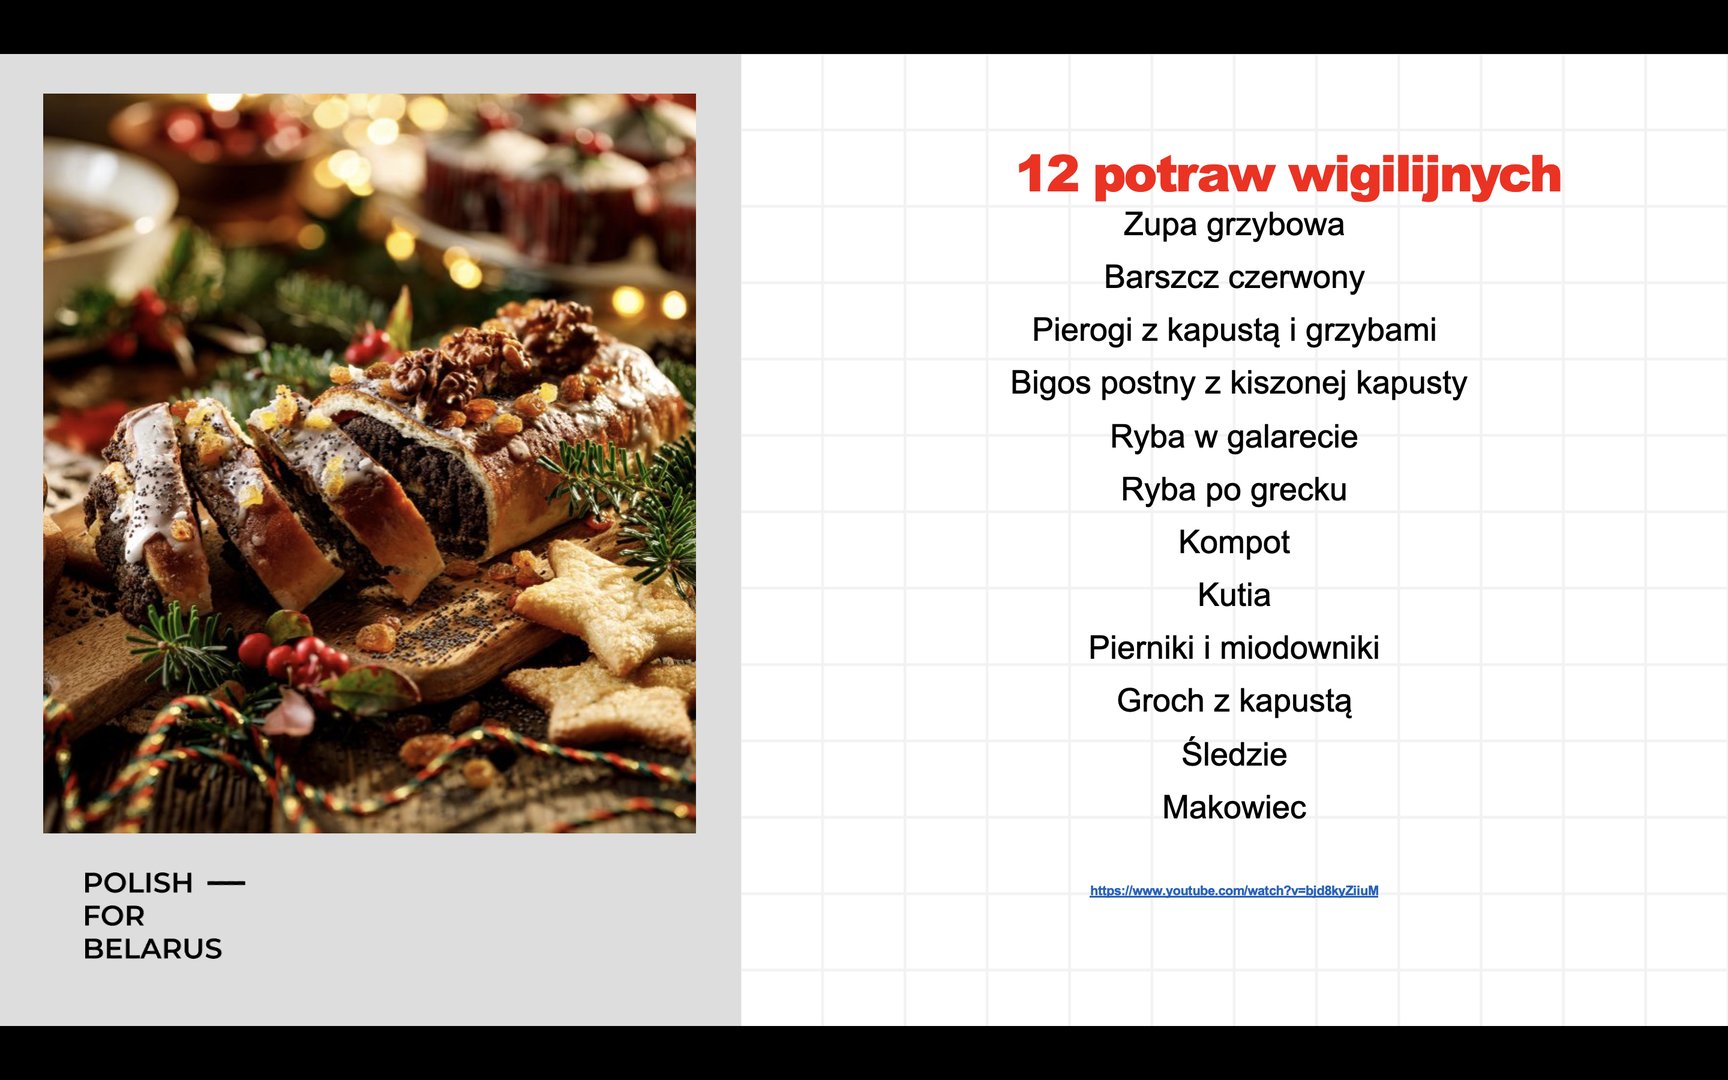 12 potraw wigilijnych
Zupa grzybowa
Barszcz czerwony
Pierogi z kapustą i grzybami
Bigos postny z kiszonej kapusty
Ryba w galarecie
Ryba po grecku
Kompot
Kutia
Pierniki i miodowniki
Groch z kapustą
Śledzie
Makowiec
https://www.youtube.com/watch?v=bjd8kyZiiuM
POLISH —
FOR
BELARUS